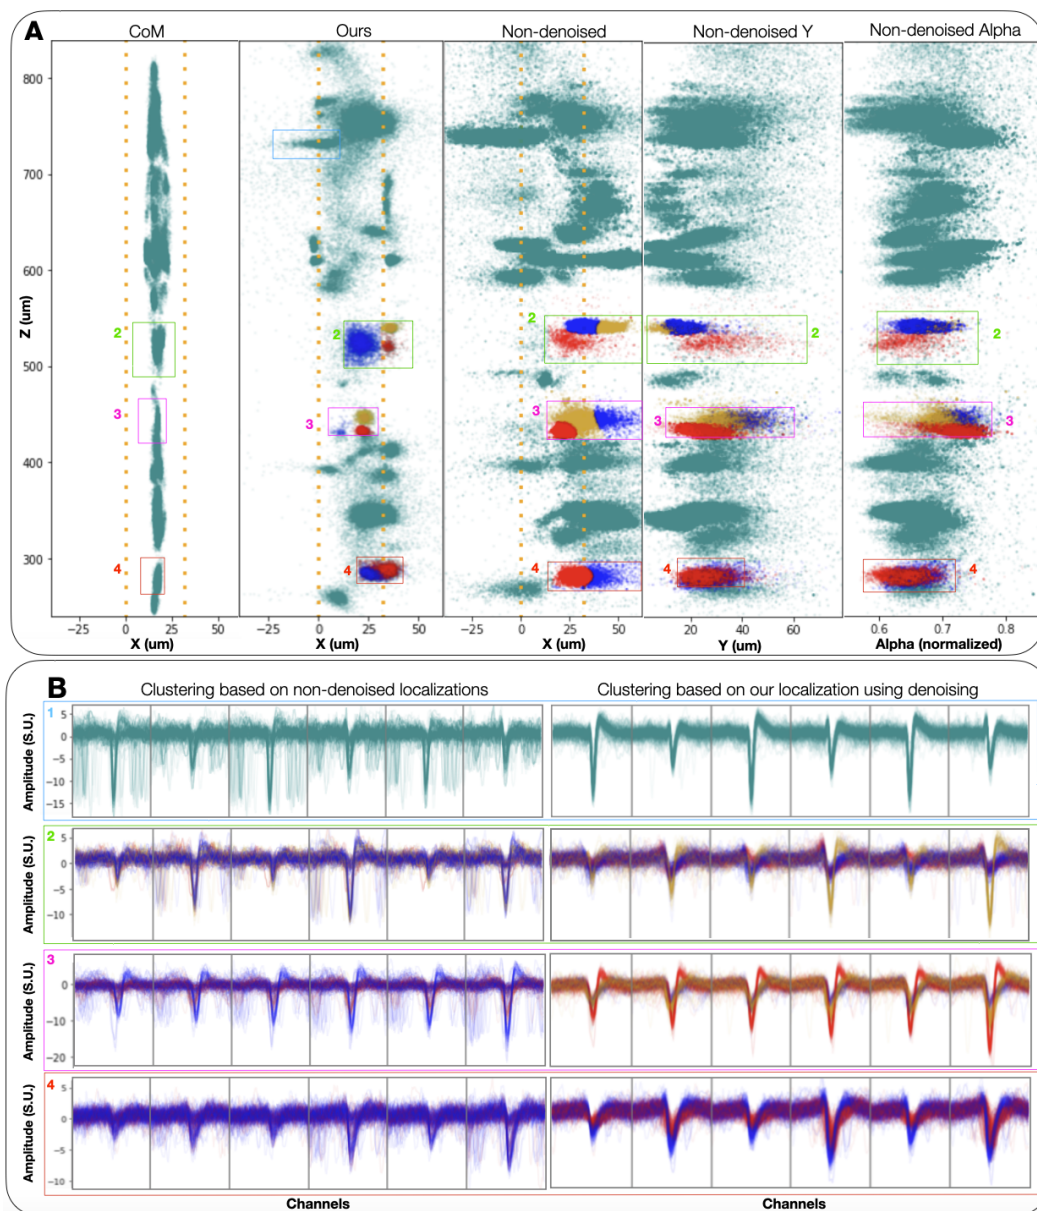 A
CoM
Ours
Non-denoised
Non-denoised Y
Non-denoised Alpha
Z (um)
800
700
600
500
400
300
2
3
4
2
3
4
2
3
4
2
3
4
2
3
4
−25 0 25 50
−25 0 25 50
−25 0 25 50
20 40 60
0.6 0.7 0.8
X (um)
X (um)
X (um)
Y (um)
Alpha (normalized)
B
Clustering based on non-denoised localizations
Clustering based on our localization using denoising
1
Amplitude (S.U.)
5
0
−5
−10
−15
2
Amplitude (S.U.)
5
0
−5
−10
3
Amplitude (S.U.)
0
−10
−20
4
Amplitude (S.U.)
5
0
−5
−10
Channels
Channels